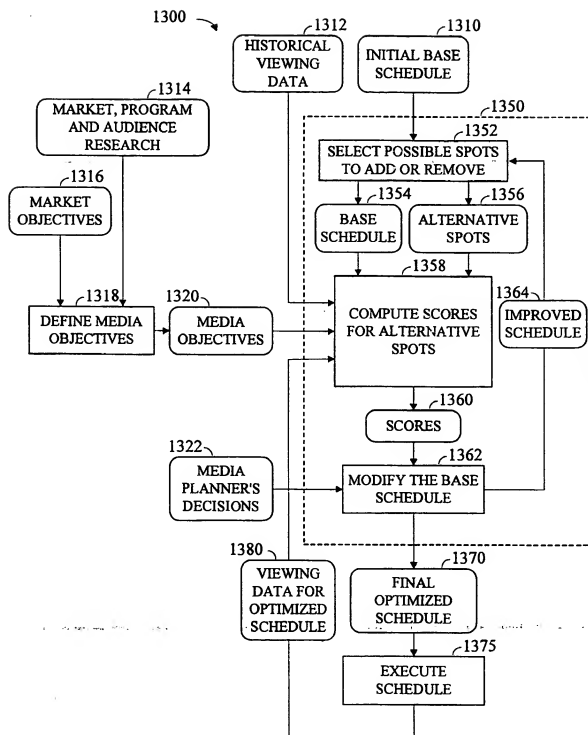 1300
1312
HISTORICAL
VIEWING
DATA
1310
INITIAL BASE
SCHEDULE
1314
MARKET, PROGRAM
AND AUDIENCE
RESEARCH
1350
1352
SELECT POSSIBLE SPOTS
TO ADD OR REMOVE
1316
MARKET
OBJECTIVES
1354
BASE
SCHEDULE
1356
ALTERNATIVE
SPOTS
1358
COMPUTE SCORES
FOR ALTERNATIVE
SPOTS
1364
IMPROVED
SCHEDULE
1318
DEFINE MEDIA
OBJECTIVES
1320
MEDIA
OBJECTIVES
1360
SCORES
1322
MEDIA
PLANNER'S
DECISIONS
1362
MODIFY THE BASE
SCHEDULE
1380
VIEWING
DATA FOR
OPTIMIZED
SCHEDULE
1370
FINAL
OPTIMIZED
SCHEDULE
1375
EXECUTE
SCHEDULE